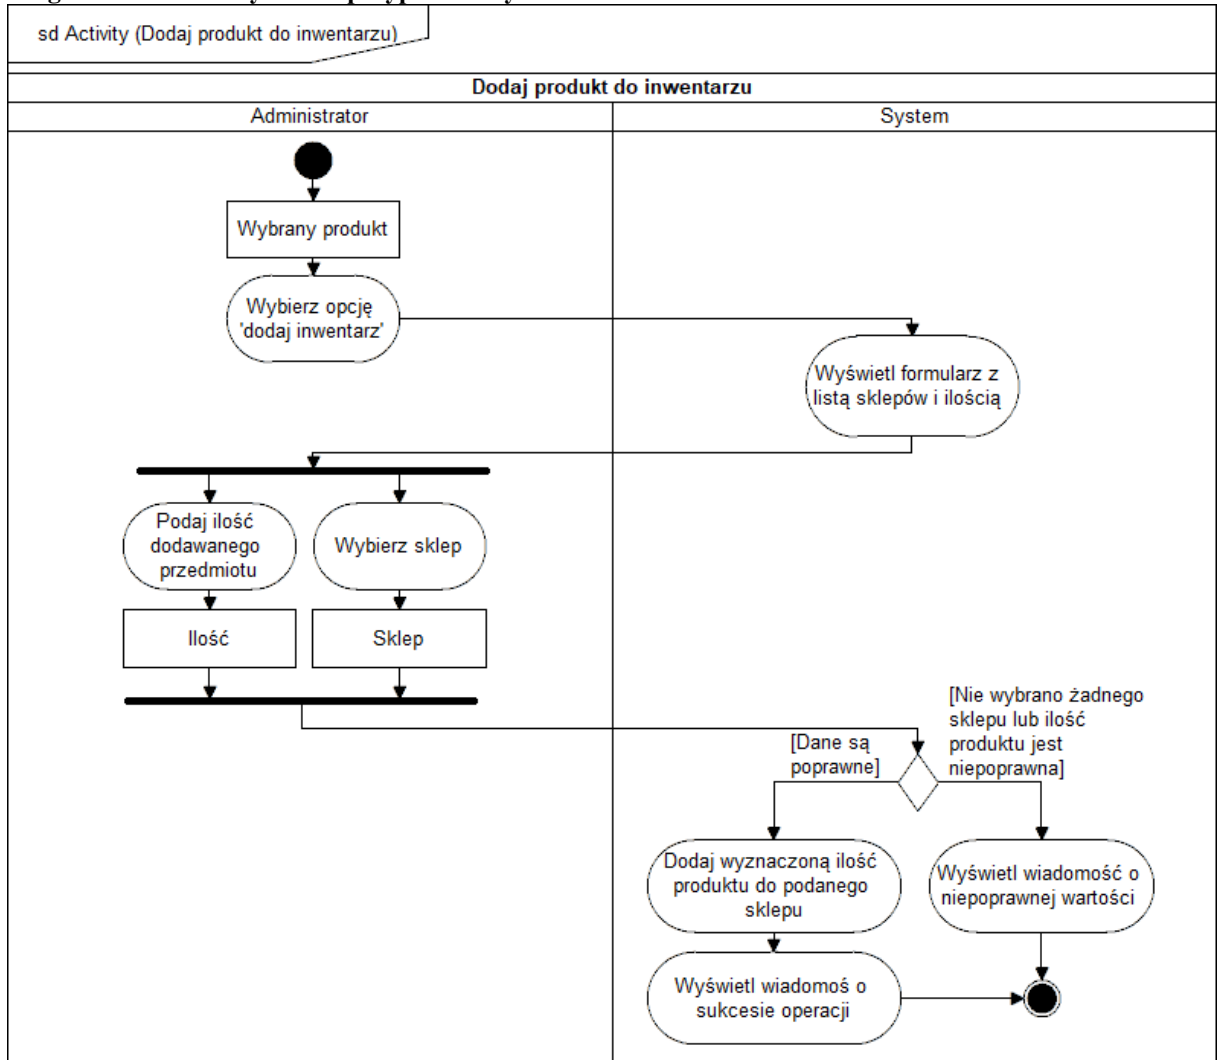 sd Activity (Dodaj produkt do inwentarzu)
Dodaj produkt do inwentarzu
Administrator
System
Wybrany produkt
Wybierz opcję
'dodaj inwentarz'
Wyświetl formularz z
listą sklepów i ilością
Podaj ilość
dodawanego
przedmiotu
Wybierz sklep
Ilość
Sklep
[Dane są
poprawne]
[Nie wybrano żadnego
sklepu lub ilość
produktu jest
niepoprawna]
Dodaj wyznaczoną ilość
produktu do podanego
sklepu
Wyświetl wiadomość o
niepoprawnej wartości
Wyświetl wiadomoś o
sukcesie operacji